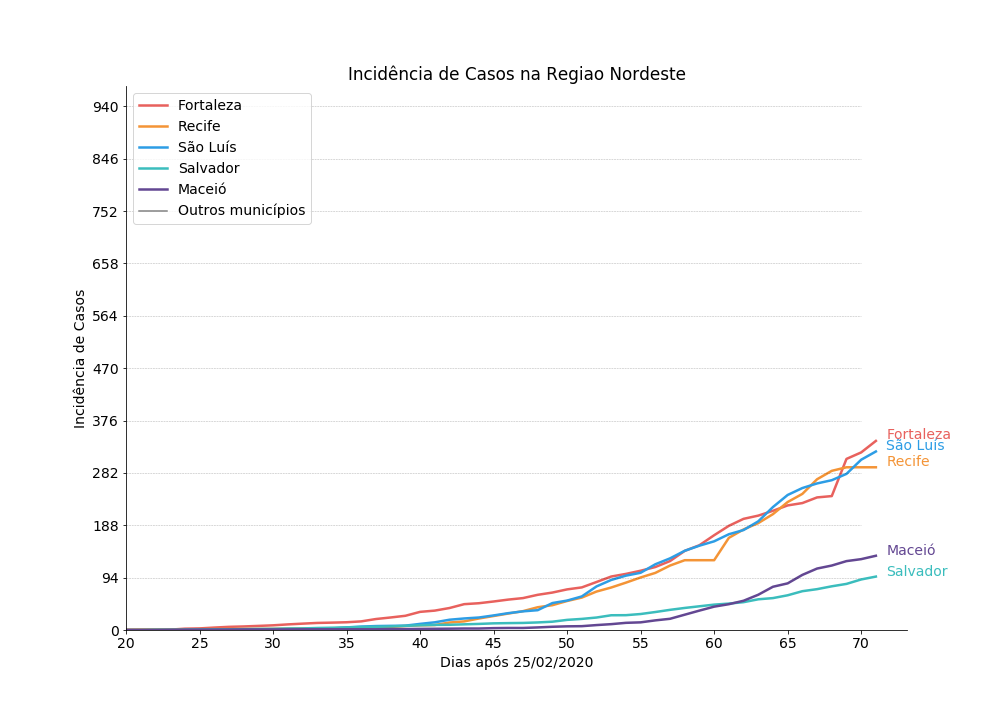 Incidência de Casos na Regiao Nordeste
Fortaleza
Recife
São Luís
Salvador
Maceió
Outros municípios
Incidência de Casos
940
846
752
658
564
470
376
282
188
94
0
20 25 30 35 40 45 50 55 60 65 70
Dias após 25/02/2020
Fortaleza
São Luís
Recife
Maceió
Salvador